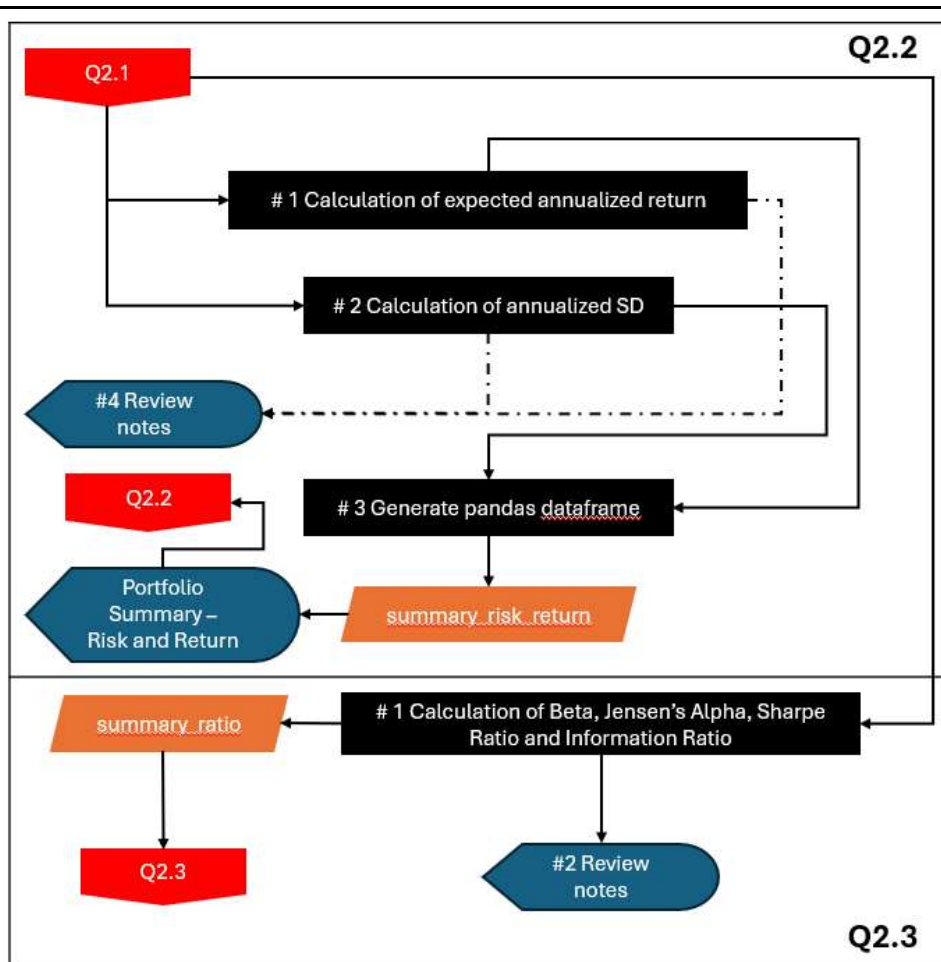 Q2.2
Q2.1
# 1 Calculation of expected annualized return
# 2 Calculation of annualized SD
#4 Review
notes
Q2.2
# 3 Generate pandas dataframe
Portfolio
Summary –
Risk and Return
summary_risk_return
summary_ratio
# 1 Calculation of Beta, Jensen's Alpha, Sharpe
Ratio and Information Ratio
Q2.3
#2 Review
notes
Q2.3